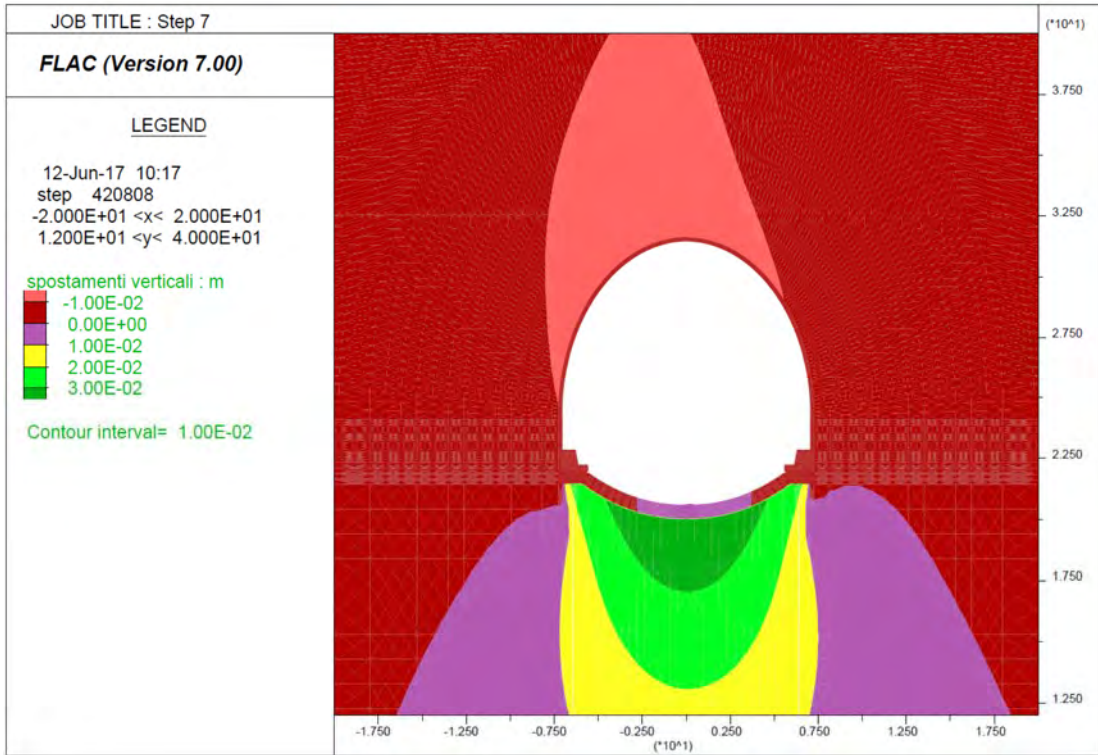 JOB TITLE : Step 7
FLAC (Version 7.00)
LEGEND
12-Jun-17 10:17
step 420808
-2.000E+01 <x< 2.000E+01
1.200E+01 <y< 4.000E+01
spostamenti verticali : m
-1.00E-02
0.00E+00
1.00E-02
2.00E-02
3.00E-02
Contour interval= 1.00E-02
(*10^1)
3.750
3.250
2.750
2.250
1.750
1.250
-1.750 -1.250 -0.750 -0.250 0.250 0.750 1.250 1.750
(*10^1)